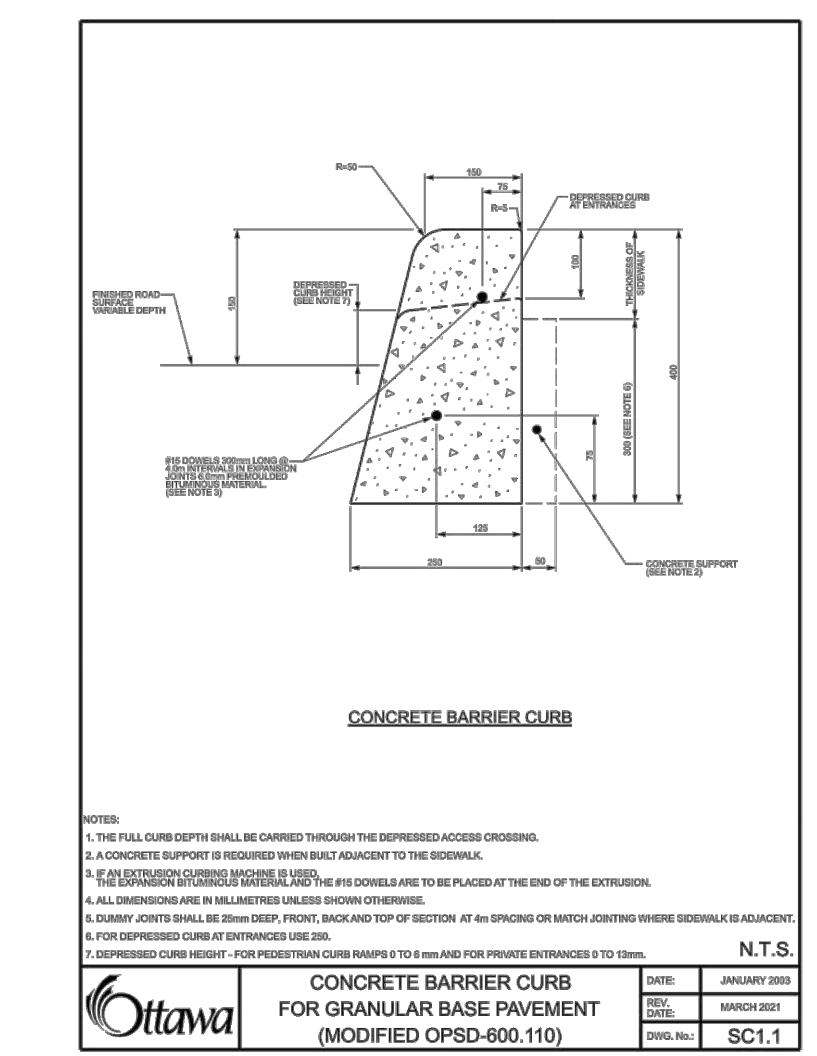 R=50
150
75
R=5
DEPRESSED CURB
AT ENTRANCES
100
THICKNESS OF
SIDEWALK
DEPRESSED
CURB HEIGHT
(SEE NOTE 7)
FINISHED ROAD
SURFACE
VARIABLE DEPTH
150
400
300 (SEE NOTE 6)
75
#15 DOWELS 300mm LONG @
4.0m INTERVALS IN EXPANSION
JOINTS 6.0mm PREMOULDED
BITUMINOUS MATERIAL.
(SEE NOTE 3)
125
250
50
CONCRETE SUPPORT
(SEE NOTE 2)
CONCRETE BARRIER CURB
NOTES:
1. THE FULL CURB DEPTH SHALL BE CARRIED THROUGH THE DEPRESSED ACCESS CROSSING.
2. A CONCRETE SUPPORT IS REQUIRED WHEN BUILT ADJACENT TO THE SIDEWALK.
3. IF AN EXTRUSION CURBING MACHINE IS USED,
THE EXPANSION BITUMINOUS MATERIAL AND THE #15 DOWELS ARE TO BE PLACED AT THE END OF THE EXTRUSION.
4. ALL DIMENSIONS ARE IN MILLIMETRES UNLESS SHOWN OTHERWISE.
5. DUMMY JOINTS SHALL BE 25mm DEEP, FRONT, BACK AND TOP OF SECTION AT 4m SPACING OR MATCH JOINTING WHERE SIDEWALK IS ADJACENT.
6. FOR DEPRESSED CURB AT ENTRANCES USE 250.
7. DEPRESSED CURB HEIGHT - FOR PEDESTRIAN CURB RAMPS 0 TO 6 mm AND FOR PRIVATE ENTRANCES 0 TO 13mm.
N.T.S.
Ottawa
CONCRETE BARRIER CURB
FOR GRANULAR BASE PAVEMENT
(MODIFIED OPSD-600.110)
DATE: JANUARY 2003
REV.
DATE: MARCH 2021
DWG. No.: SC1.1